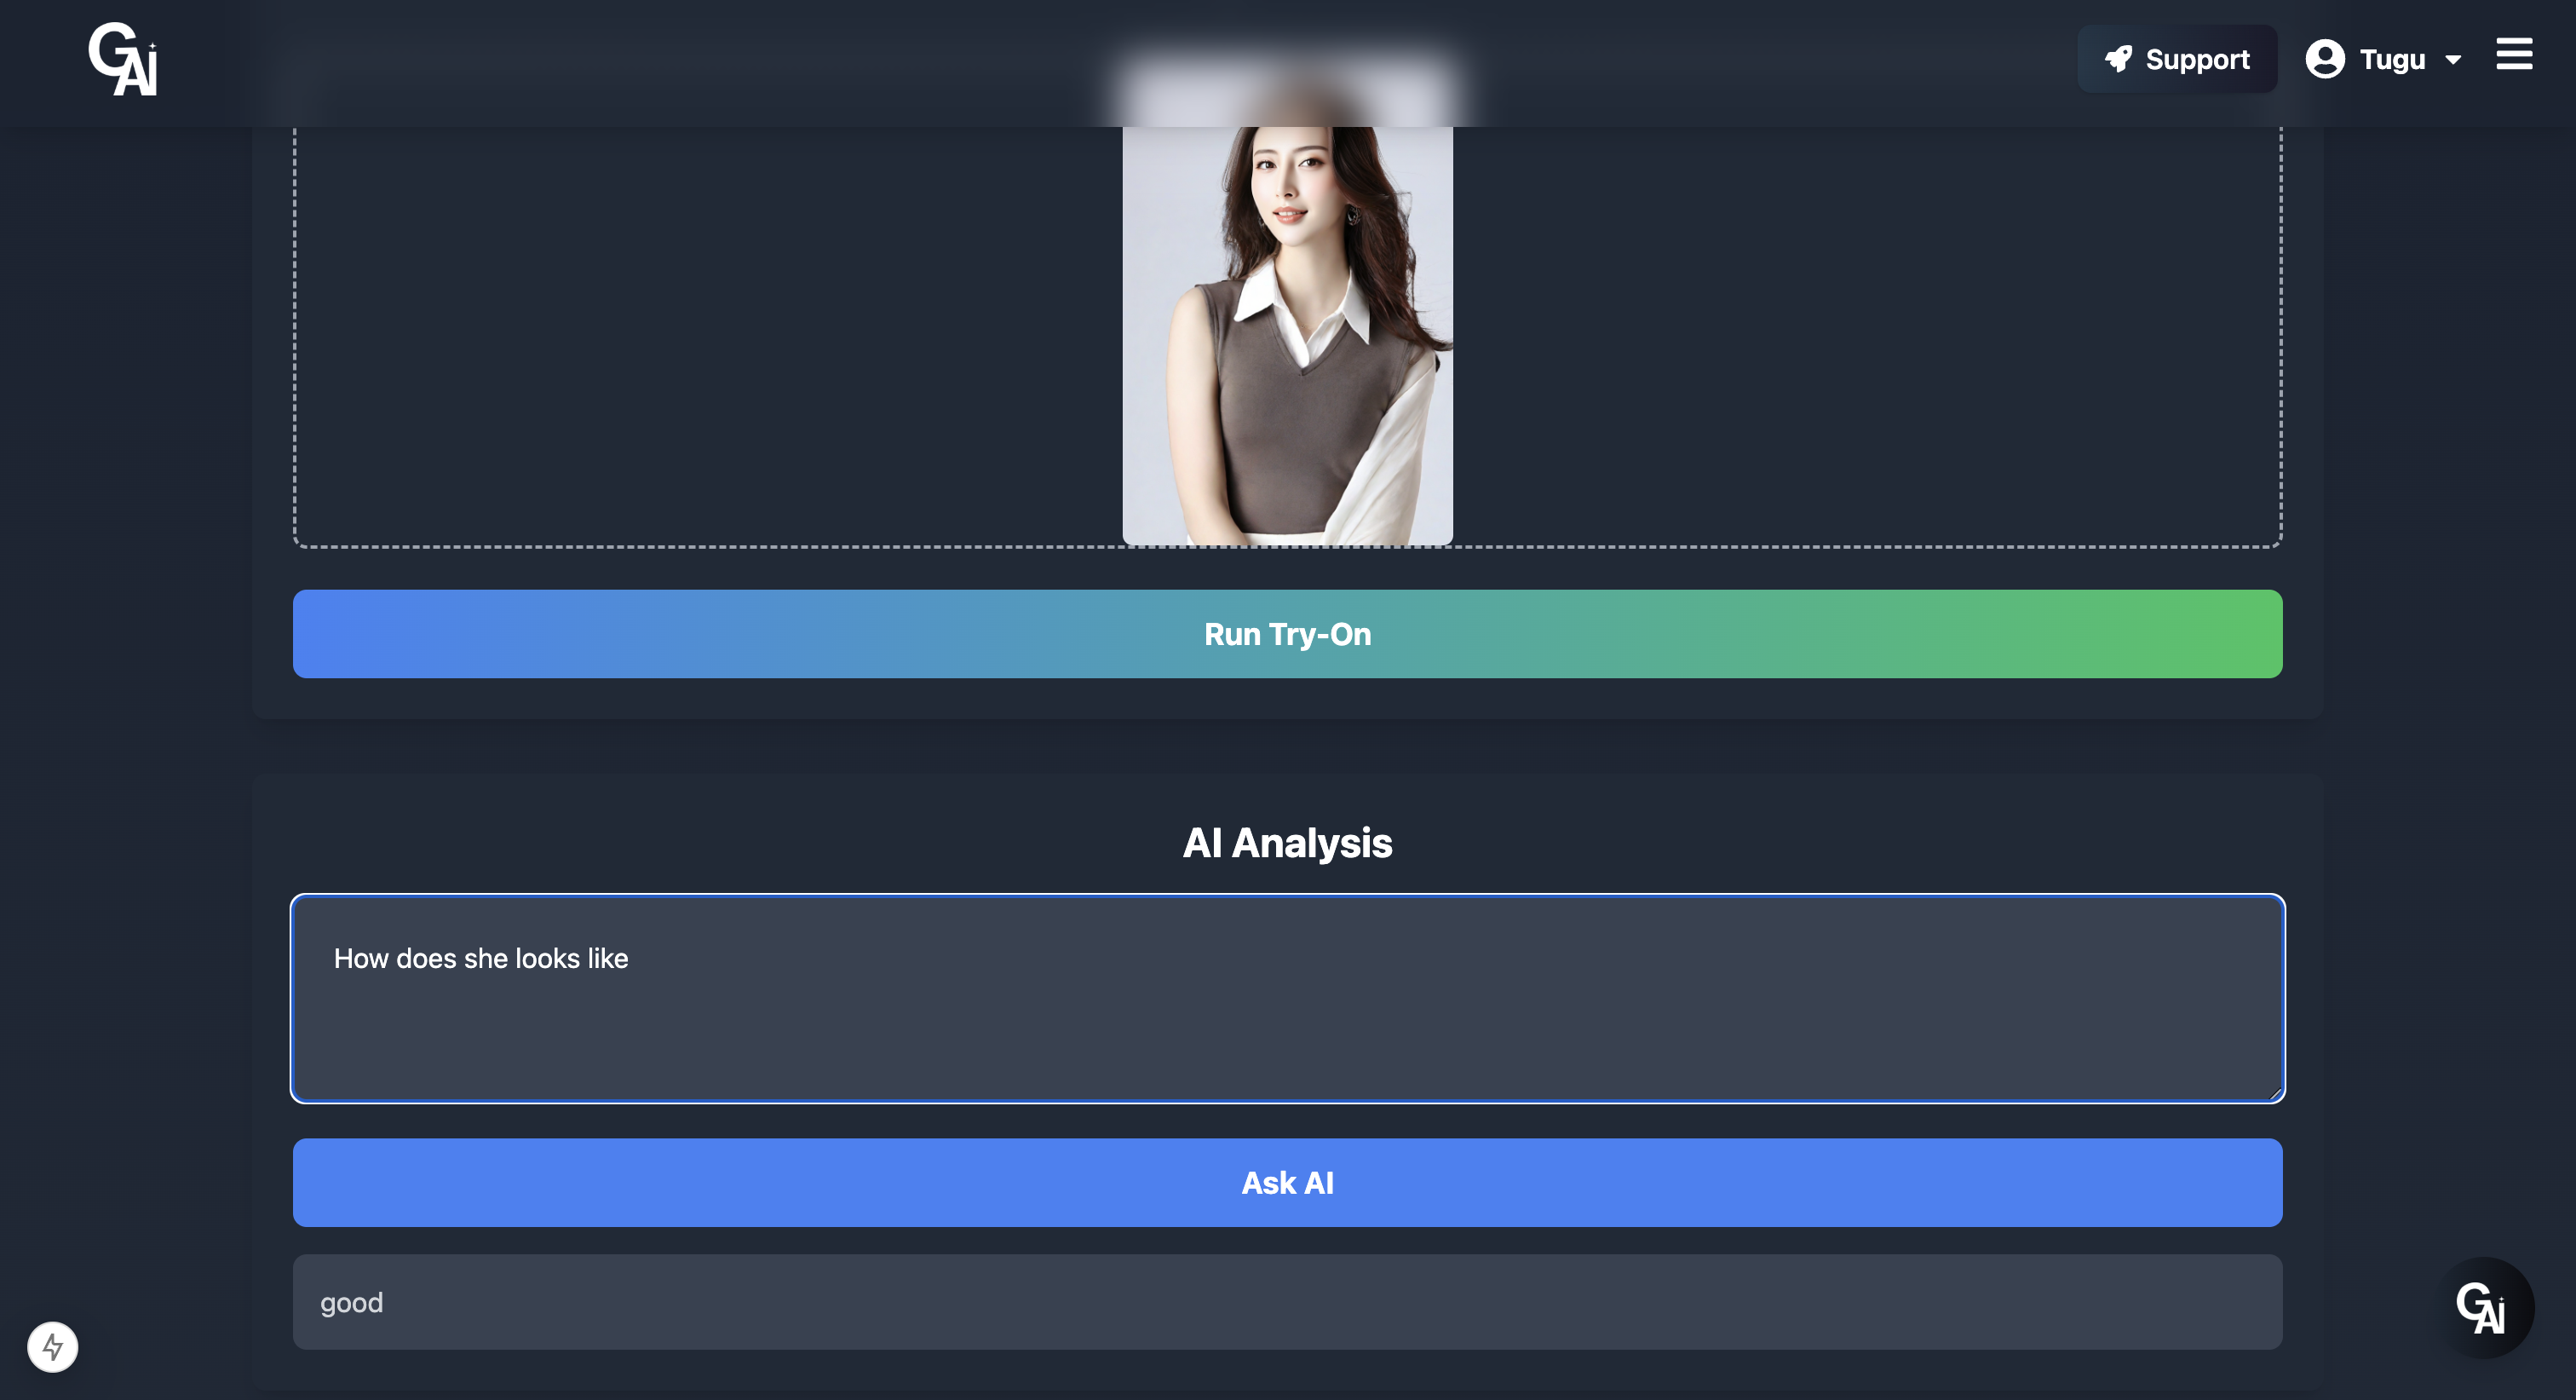 GAi
Support
Tugu
Run Try-On
AI Analysis
How does she looks like
Ask AI
good
GAi